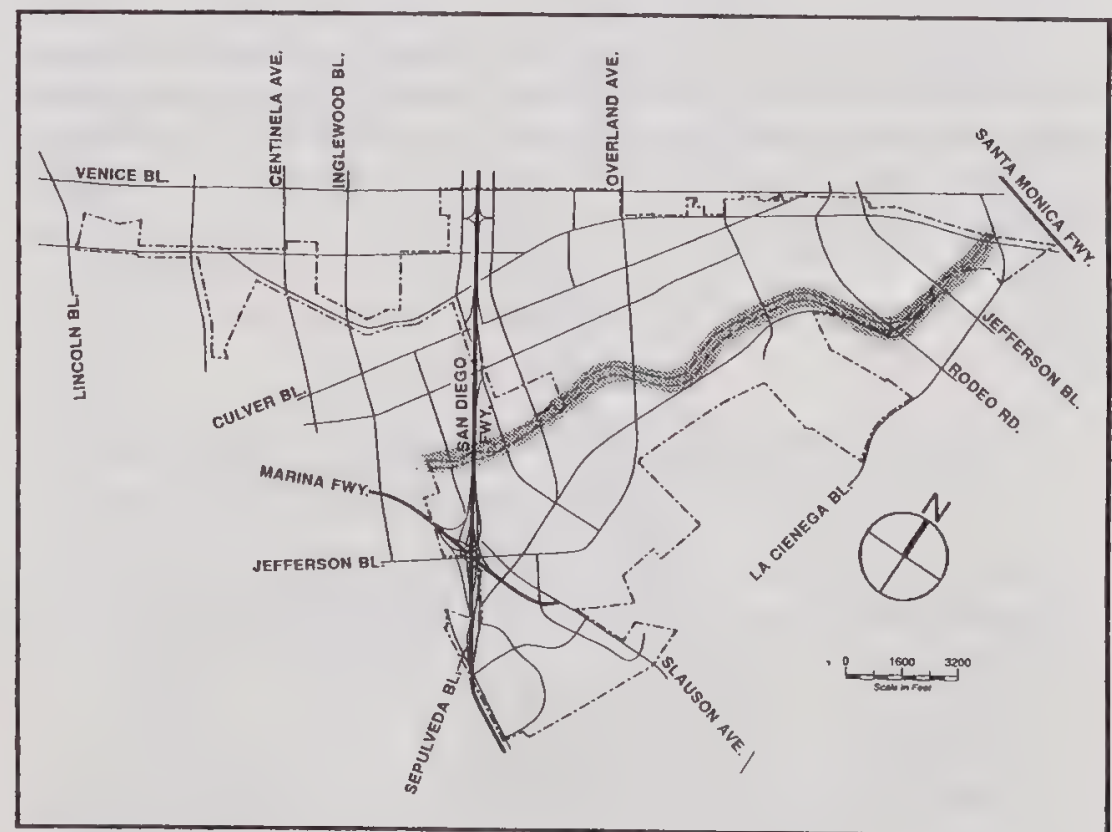 CENTINELA AVE.
INGLEWOOD BL.
OVERLAND AVE.
SANTA MONICA FWY.
VENICE BL.
LINCOLN BL.
CULVER BL.
SAN DIEGO
FWY.
JEFFERSON BL.
RODEO RD.
MARINA FWY.
LA CIENEGA BL.
N
JEFFERSON BL.
SEPULVEDA BL.
SLAUSON AVE.
0 1600 3200
Scale in Feet